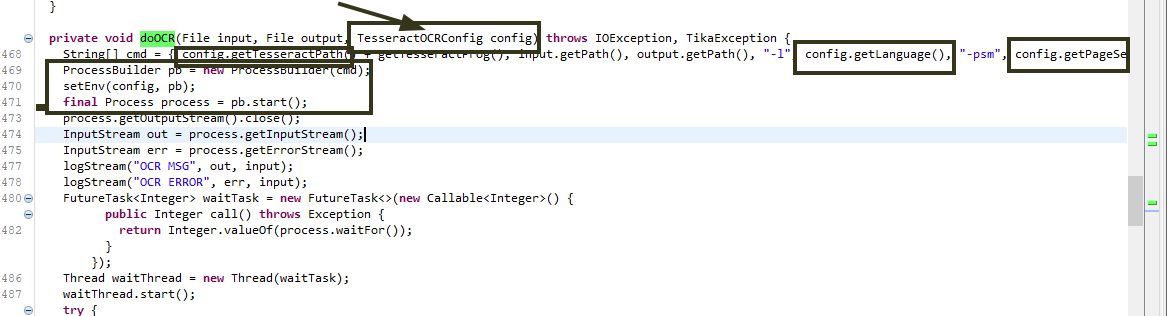 }
private void doOCR(File input, File output, TesseractOCRConfig config) throws IOException, TikaException {
468 String[] cmd = { config.getTesseractPath() + getTesseractProg(), input.getPath(), output.getPath(), "-l", config.getLanguage(), "-psm", config.getPageSe
469 ProcessBuilder pb = new ProcessBuilder(cmd);
470 setEnv(config, pb);
471 final Process process = pb.start();
473 process.getOutputStream().close();
474 InputStream out = process.getInputStream();
475 InputStream err = process.getErrorStream();
477 logStream("OCR MSG", out, input);
478 logStream("OCR ERROR", err, input);
480 FutureTask<Integer> waitTask = new FutureTask<>(new Callable<Integer>() {
public Integer call() throws Exception {
482 return Integer.valueOf(process.waitFor());
}
});
486 Thread waitThread = new Thread(waitTask);
487 waitThread.start();
try {